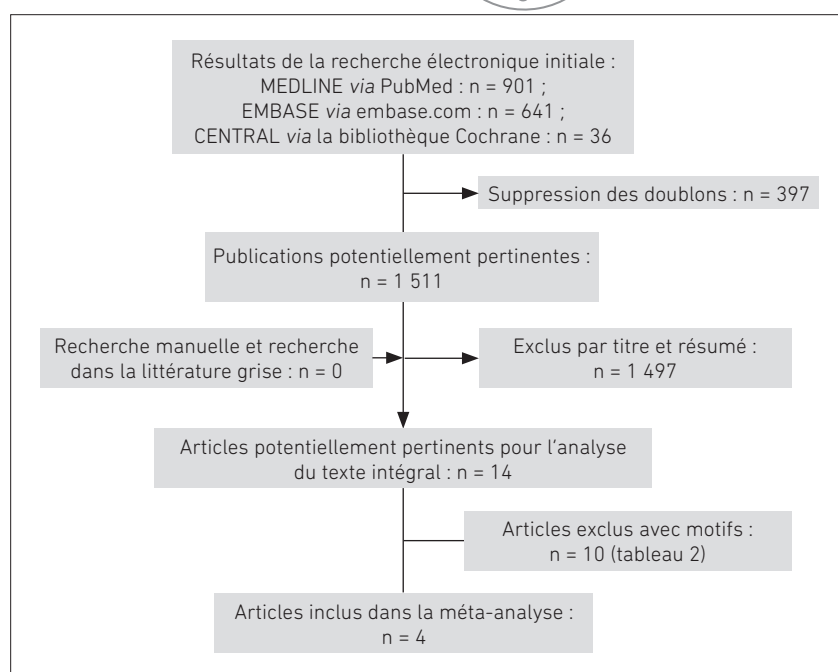 Résultats de la recherche électronique initiale :
MEDLINE via PubMed : n = 901 ;
EMBASE via embase.com : n = 641 ;
CENTRAL via la bibliothèque Cochrane : n = 36
Suppression des doublons : n = 397
Publications potentiellement pertinentes :
n = 1 511
Recherche manuelle et recherche
dans la littérature grise : n = 0
Exclus par titre et résumé :
n = 1 497
Articles potentiellement pertinents pour l'analyse
du texte intégral : n = 14
Articles exclus avec motifs :
n = 10 (tableau 2)
Articles inclus dans la méta-analyse :
n = 4